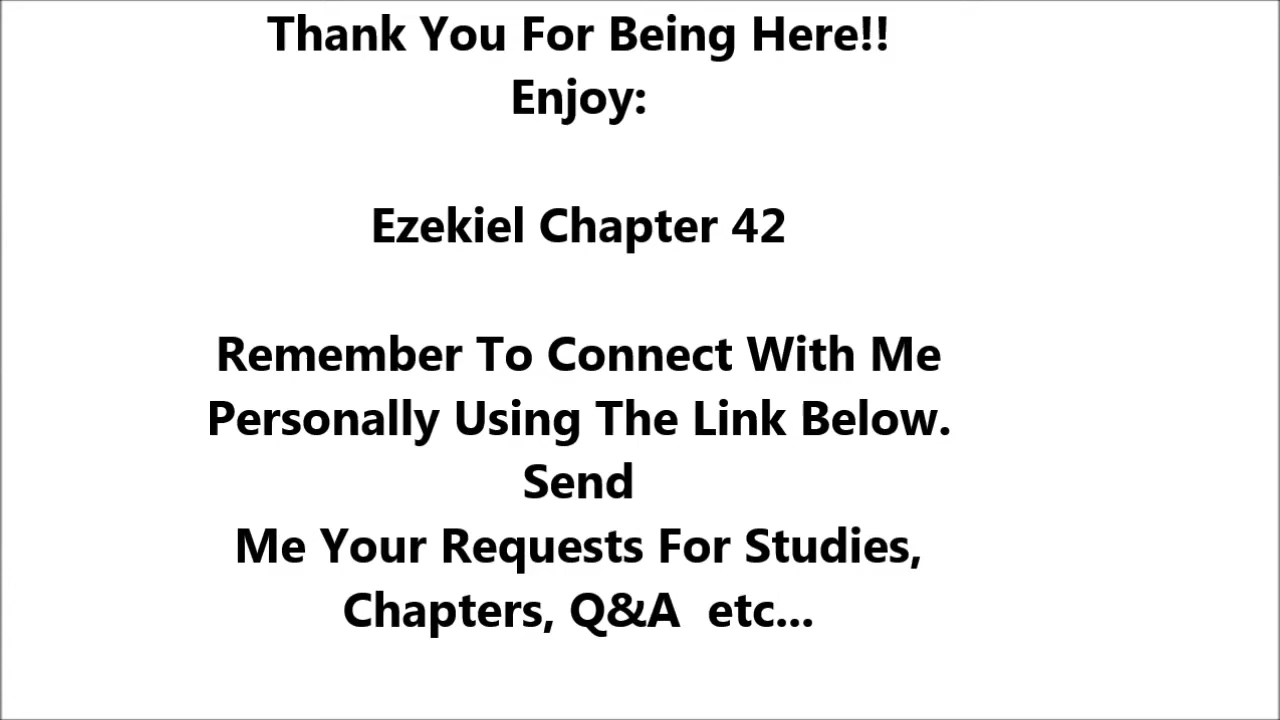 Thank You For Being Here!!
Enjoy:
Ezekiel Chapter 42
Remember To Connect With Me
Personally Using The Link Below.
Send
Me Your Requests For Studies,
Chapters, Q&A  etc...